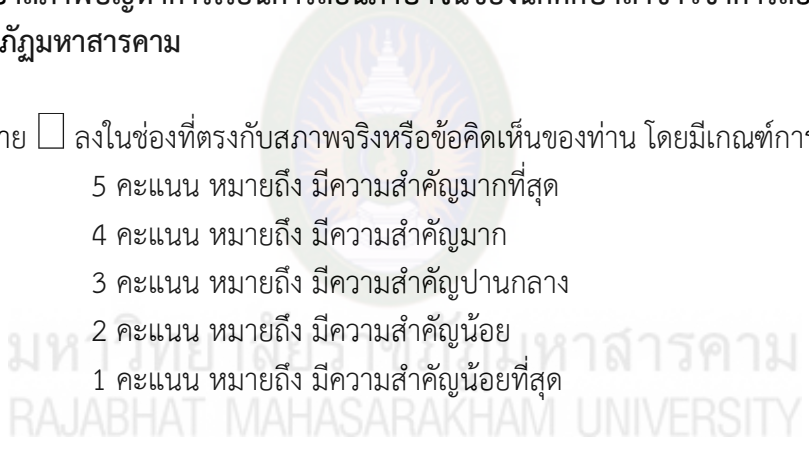 ภัฏมหาสารคาม
าย □ ลงในช่องที่ตรงกับสภาพจริงหรือข้อคิดเห็นของท่าน โดยมีเกณฑ์การ
5 คะแนน หมายถึง มีความสำคัญมากที่สุด
4 คะแนน หมายถึง มีความสำคัญมาก
3 คะแนน หมายถึง มีความสำคัญปานกลาง
2 คะแนน หมายถึง มีความสำคัญน้อย
1 คะแนน หมายถึง มีความสำคัญน้อยที่สุด
มหาวิทยาลัยราชภัฏมหาสารคาม
RAJABHAT MAHASARAKHAM UNIVERSITY